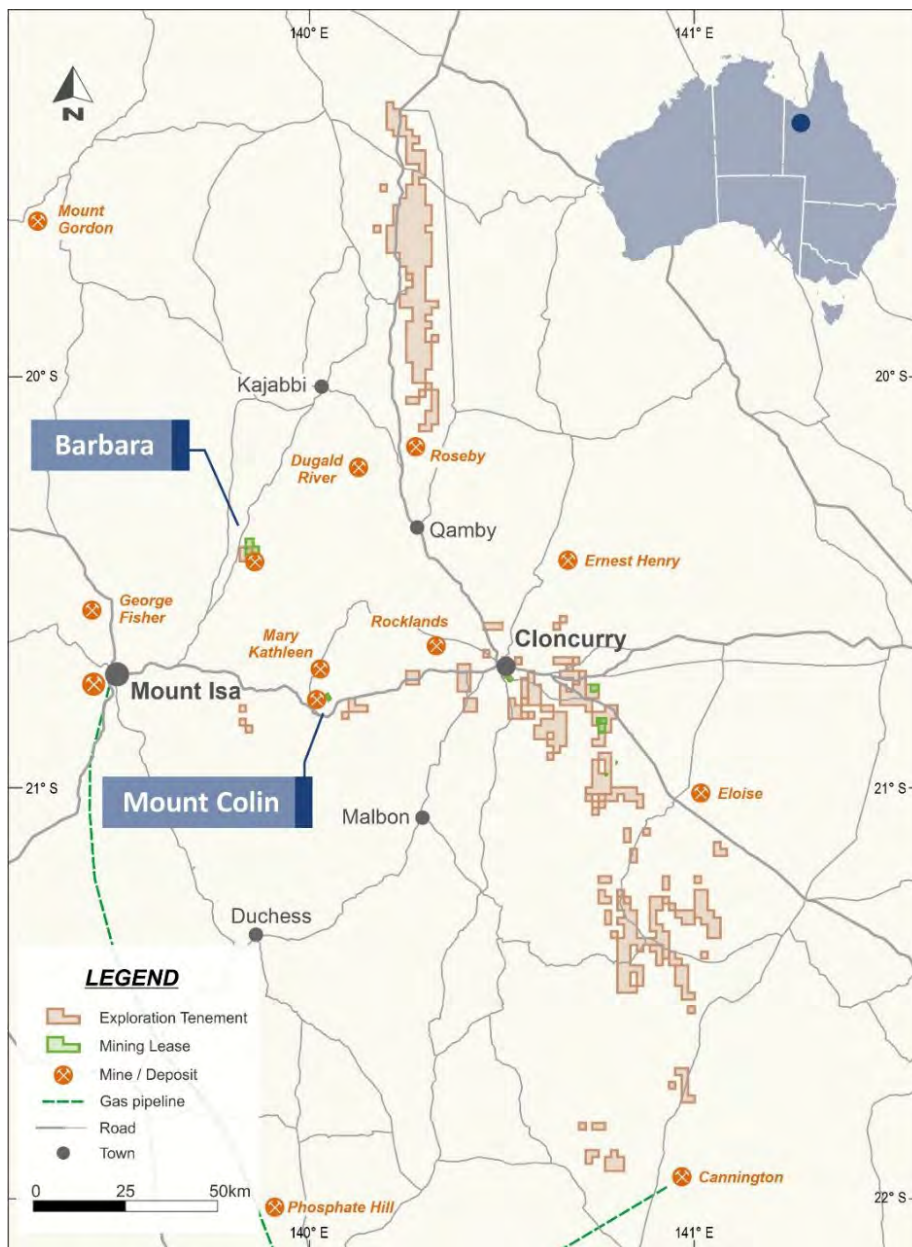 140° E
141° E
N
Mount
Gordon
20° S
20° S
Kajabbi
Barbara
Dugald
River
Roseby
Qamby
Ernest Henry
George
Fisher
Mary
Kathleen
Rocklands
Cloncurry
Mount Isa
21° S
21° S
Mount Colin
Eloise
Malbon
Duchess
LEGEND
Exploration Tenement
Mining Lease
Mine / Deposit
Gas pipeline
Road
Town
0 25 50km
Cannington
Phosphate Hill
22° S
140° E
141° E